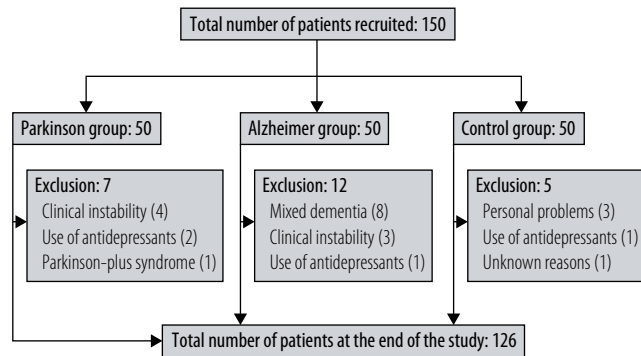 Total number of patients recruited: 150
Parkinson group: 50
Alzheimer group: 50
Control group: 50
Exclusion: 7
Clinical instability (4)
Use of antidepressants (2)
Parkinson-plus syndrome (1)
Exclusion: 12
Mixed dementia (8)
Clinical instability (3)
Use of antidepressants (1)
Exclusion: 5
Personal problems (3)
Use of antidepressants (1)
Unknown reasons (1)
Total number of patients at the end of the study: 126